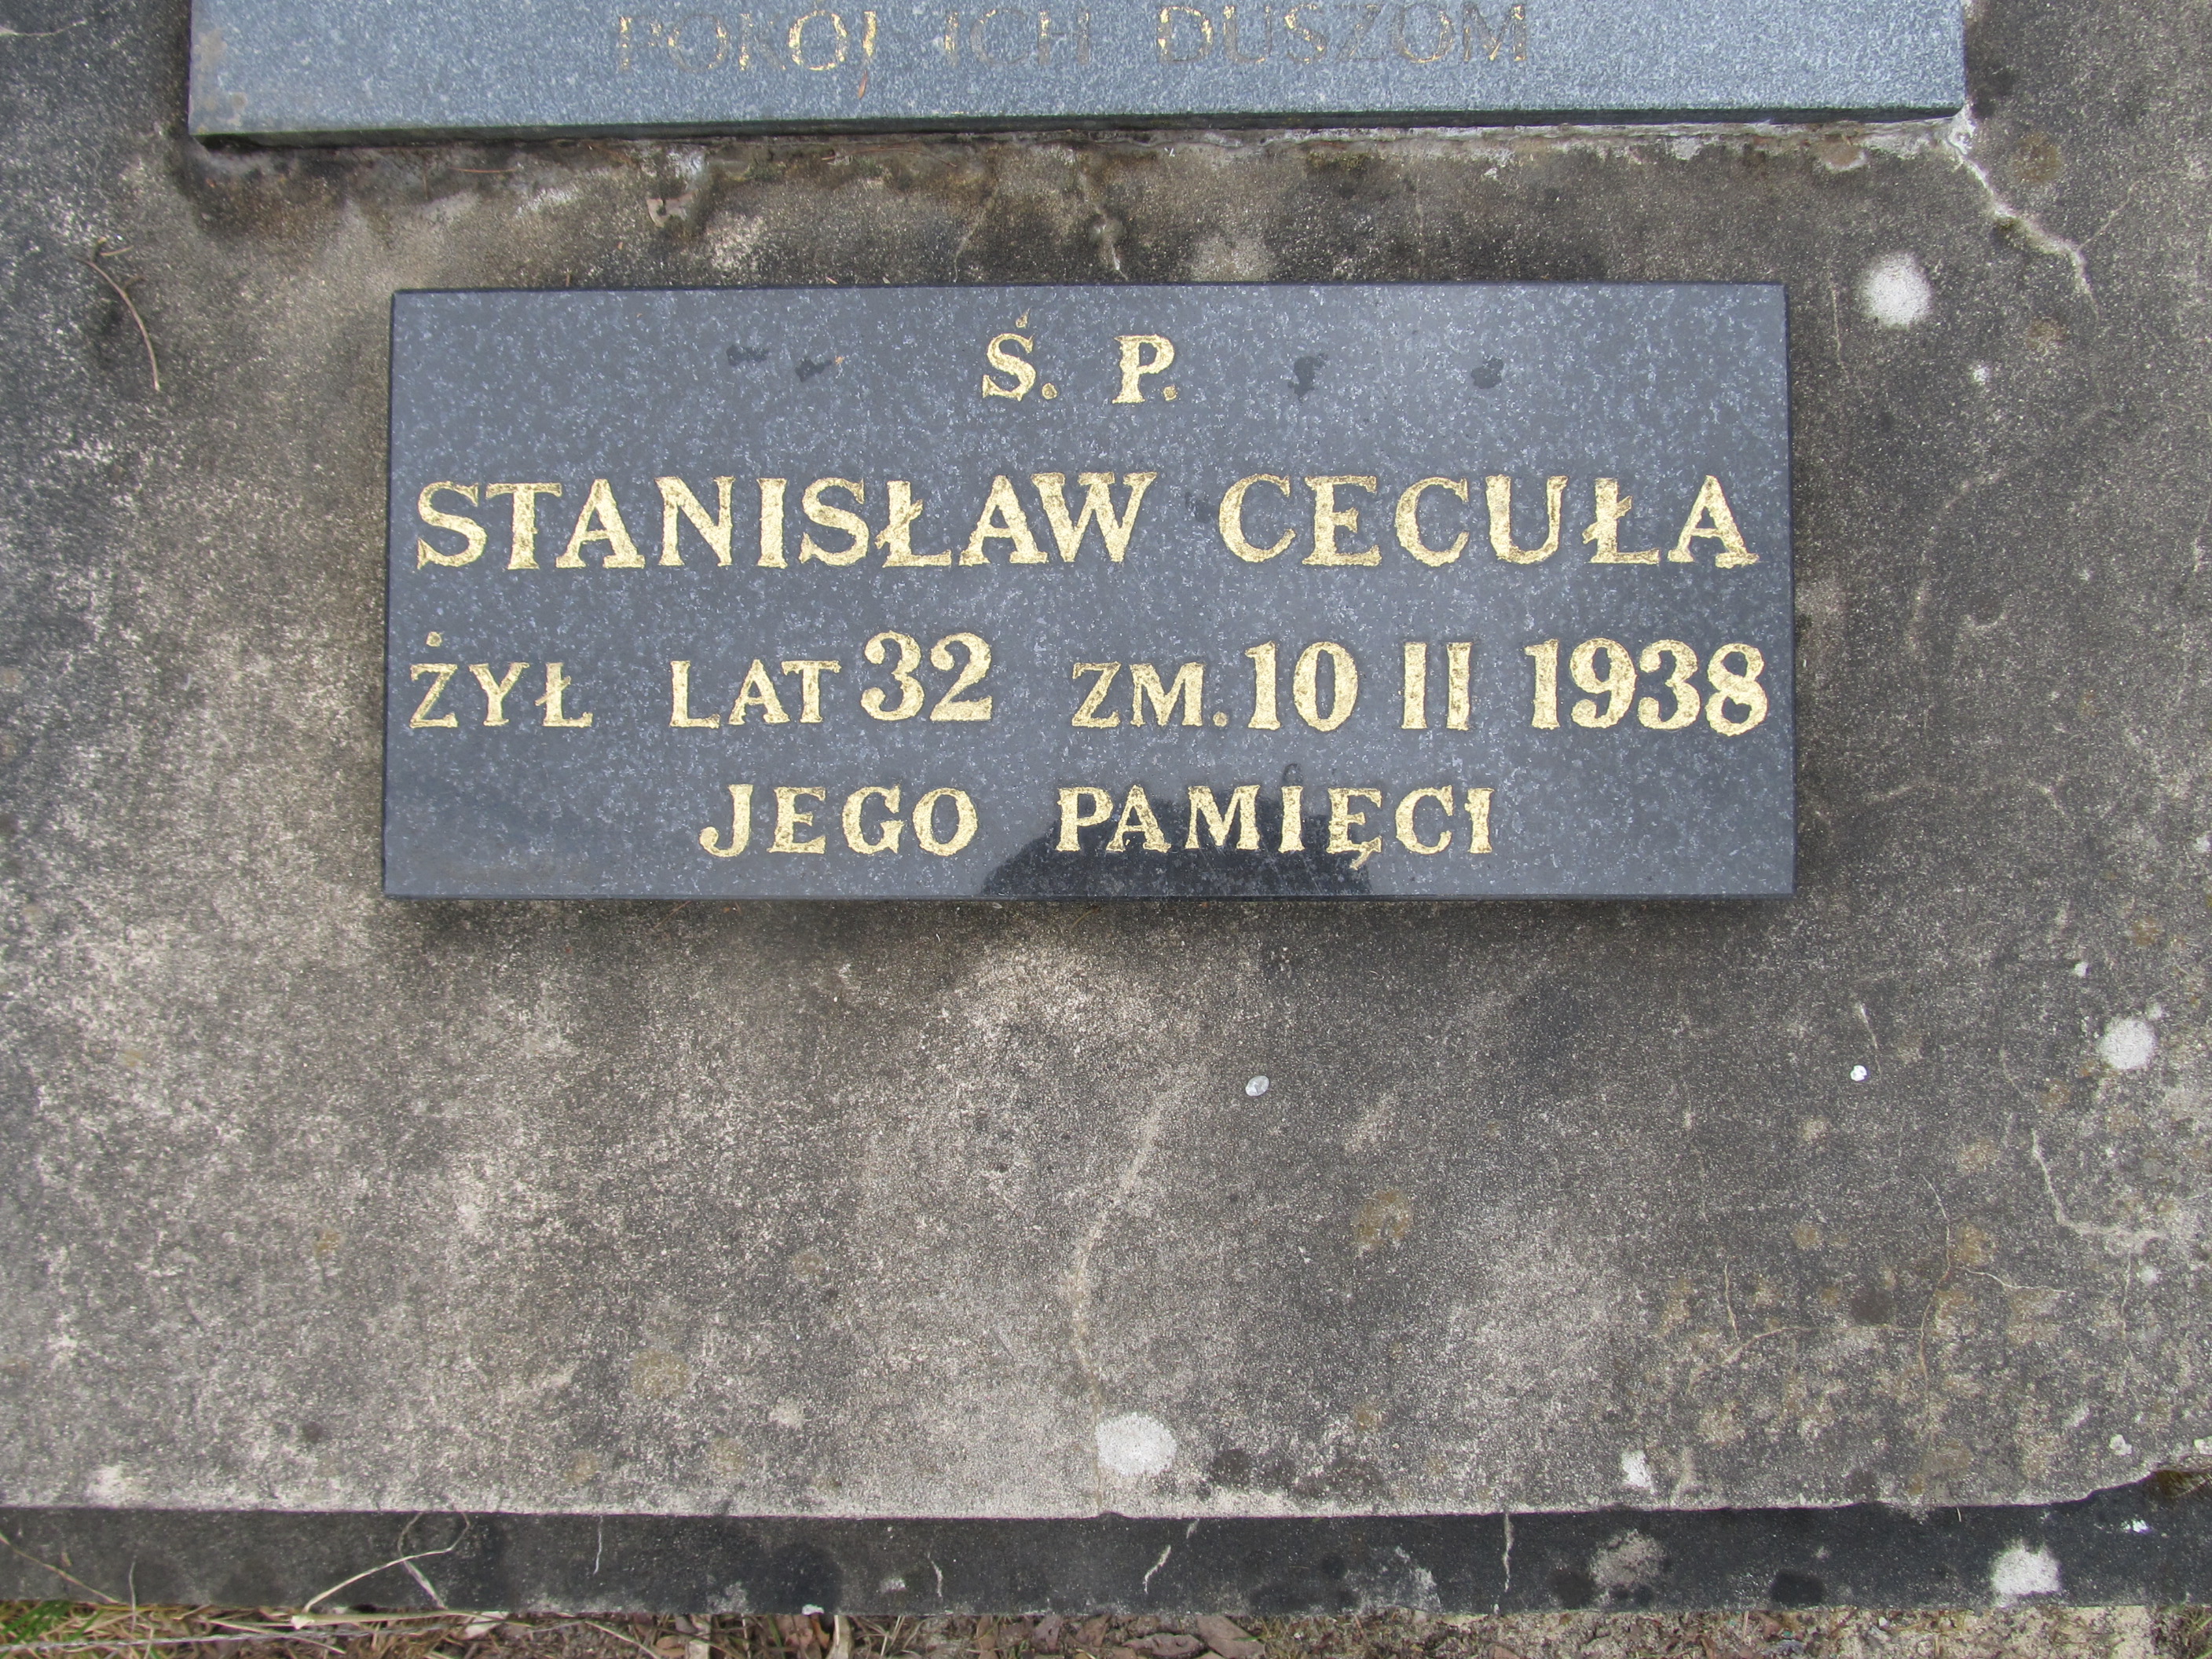 POKÓJ ICH DUSZOM
Ś. P.
STANISŁAW CECUŁA
ŻYŁ LAT 32 ZM. 10 II 1938
JEGO PAMIĘCI